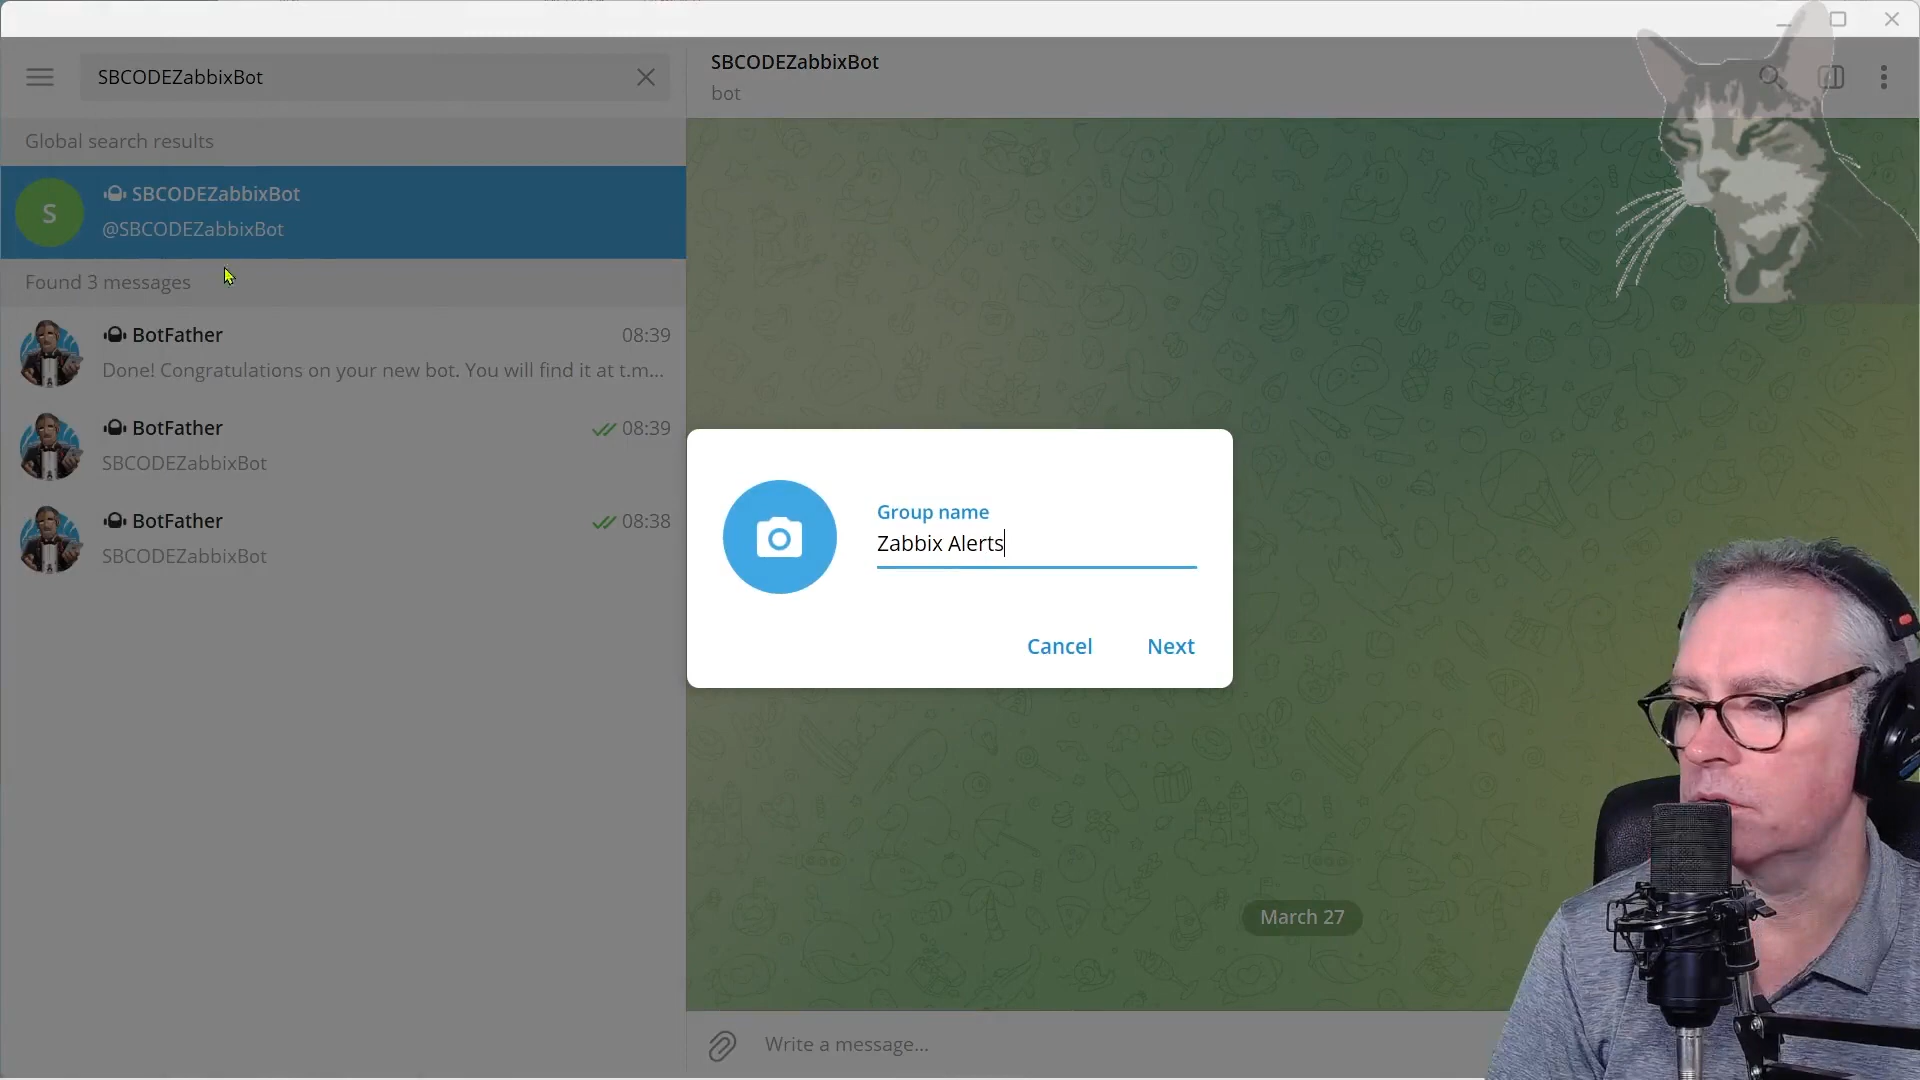 SBCODEZabbixBot
Global search results
S
SBCODEZabbixBot
@SBCODEZabbixBot
Found 3 messages
BotFather
08:39
Done! Congratulations on your new bot. You will find it at t.m...
BotFather
08:39
SBCODEZabbixBot
BotFather
08:38
SBCODEZabbixBot
SBCODEZabbixBot
bot
Group name
Zabbix Alerts
Cancel
Next
March 27
Write a message...